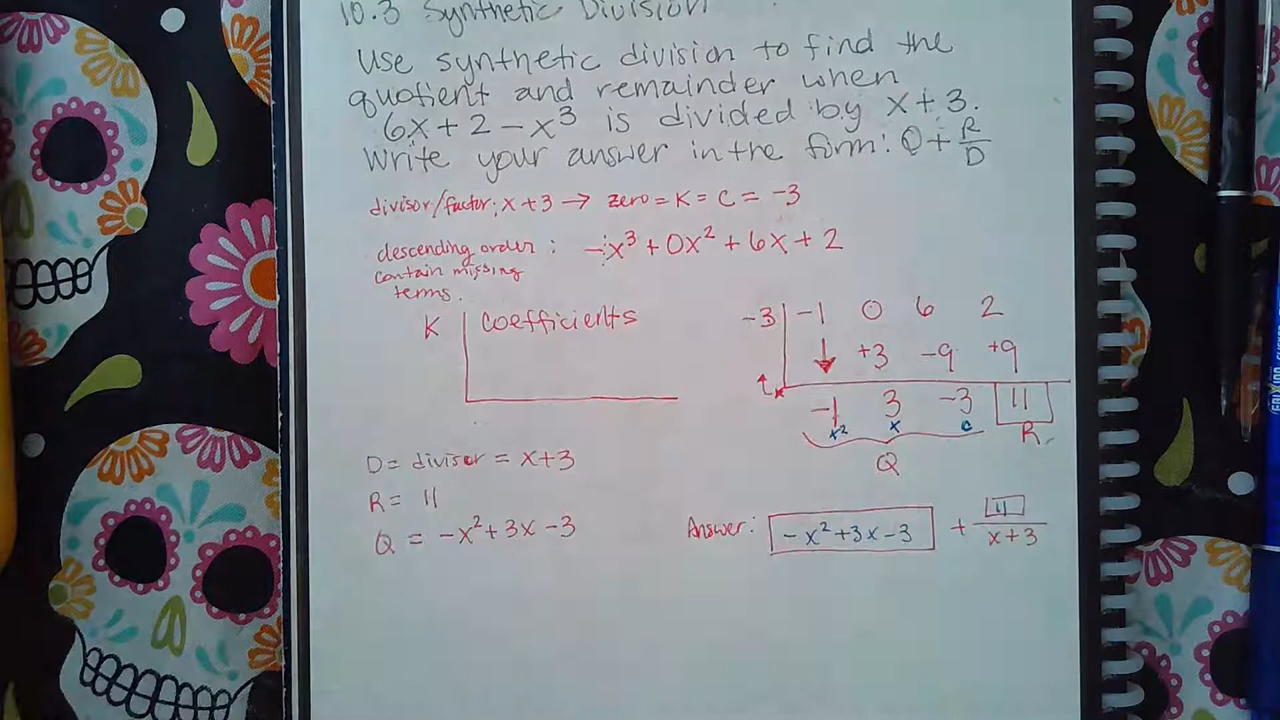 10.3 Synthetic Division
Use synthetic division to find the
quotient and remainder when
6x + 2 - x³ is divided by x + 3.
Write your answer in the form: Q + R/D
divisor/factor: x + 3 → zero = K = C = -3
descending order: -x³ + 0x² + 6x + 2
contain missing
terms.
K | coefficients
-3 | -1 0 6 2
↓ +3 -9 +9
-1 3 -3 11
x² x c R
Q
D = divisor = x+3
R = 11
Q = -x² + 3x - 3
Answer: -x² + 3x - 3 + 11/x+3